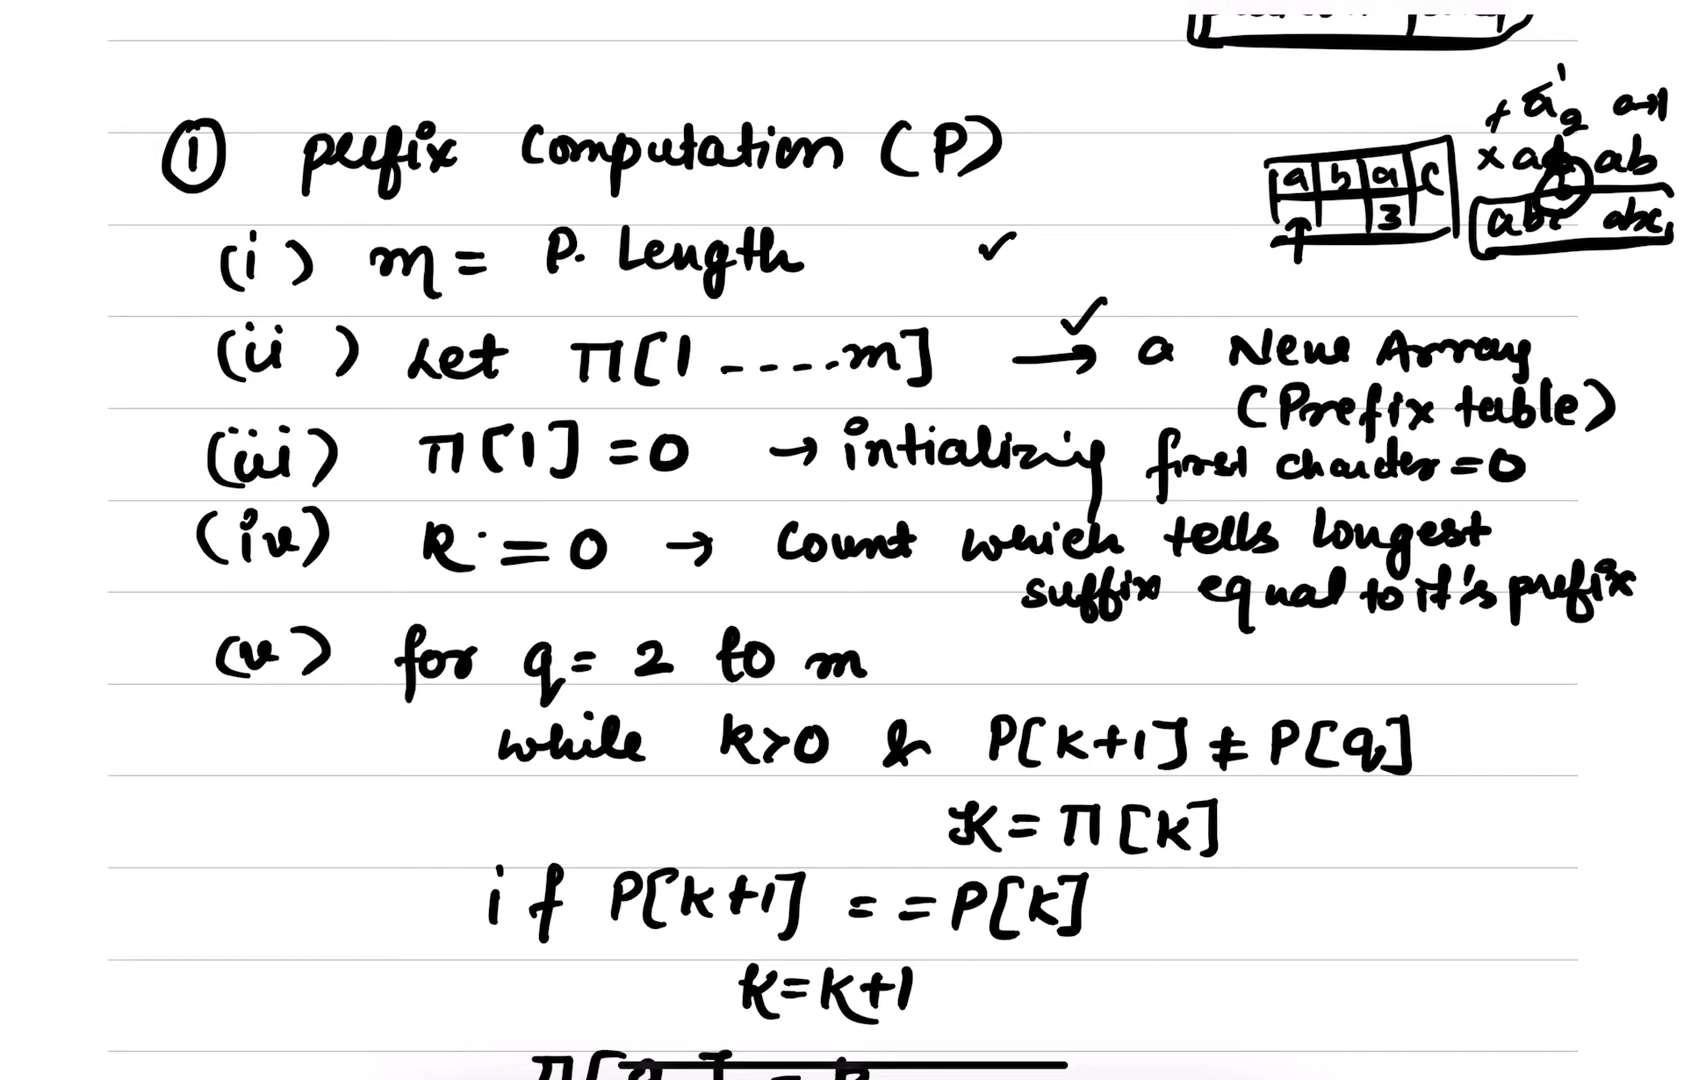 ① prefix computation (P)
(i) m = P. Length ✓
(ii) Let π[1 - - - - m] → a New Array
(Prefix table)
(iii) π[1] = 0 → intializing first charcter = 0
(iv) k = 0 → count which tells longest
suffix equal to it's prefix
(v) for q = 2 to m
while k>0 & P[k+1] ≠ P[q]
K = π[k]
if P[k+1] == P[k]
k = k+1
π[q] = k
a b a c
3
ab
abc abc